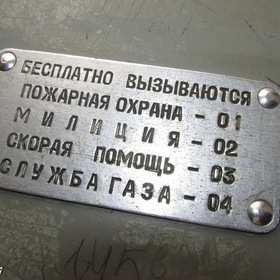 БЕСПЛАТНО ВЫЗЫВАЮТСЯ
ПОЖАРНАЯ ОХРАНА - 01
МИЛИЦИЯ - 02
СКОРАЯ ПОМОЩЬ - 03
СЛУЖБА ГАЗА - 04